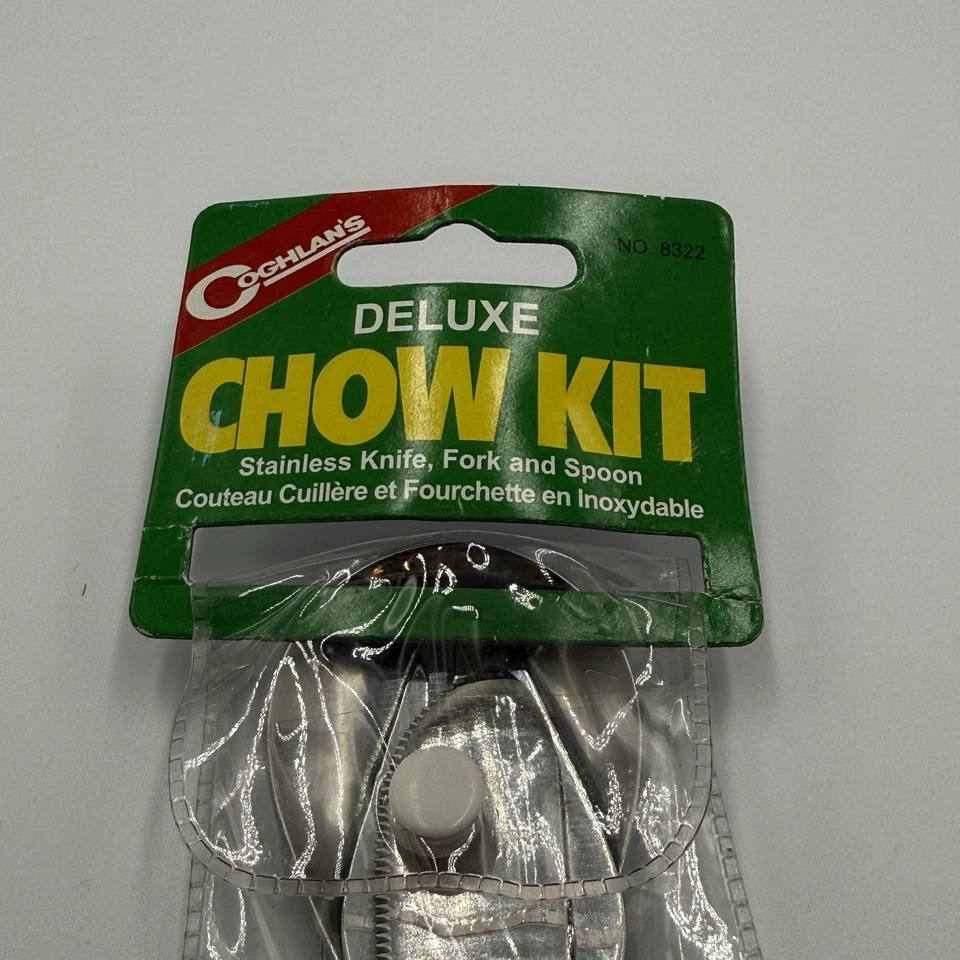 COGHLAN'S
NO. 8322
DELUXE
CHOW KIT
Stainless Knife, Fork and Spoon
Couteau Cuillère et Fourchette en Inoxydable